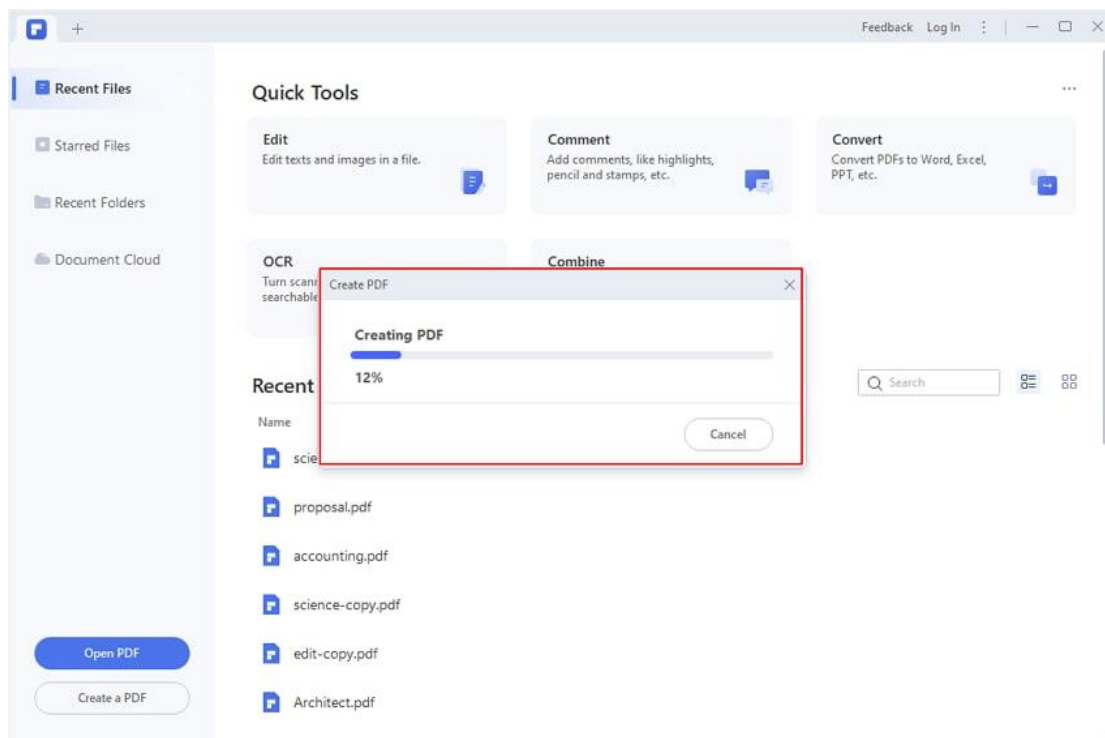 Feedback Log In
Recent Files
Starred Files
Recent Folders
Document Cloud
Open PDF
Create a PDF
Quick Tools
Edit
Edit texts and images in a file.
Comment
Add comments, like highlights,
pencil and stamps, etc.
Convert
Convert PDFs to Word, Excel,
PPT, etc.
OCR
Turn
searchable
Combine
Create PDF
Creating PDF
12%
Cancel
Recent
Search
Name
proposal.pdf
accounting.pdf
science-copy.pdf
edit-copy.pdf
Architect.pdf